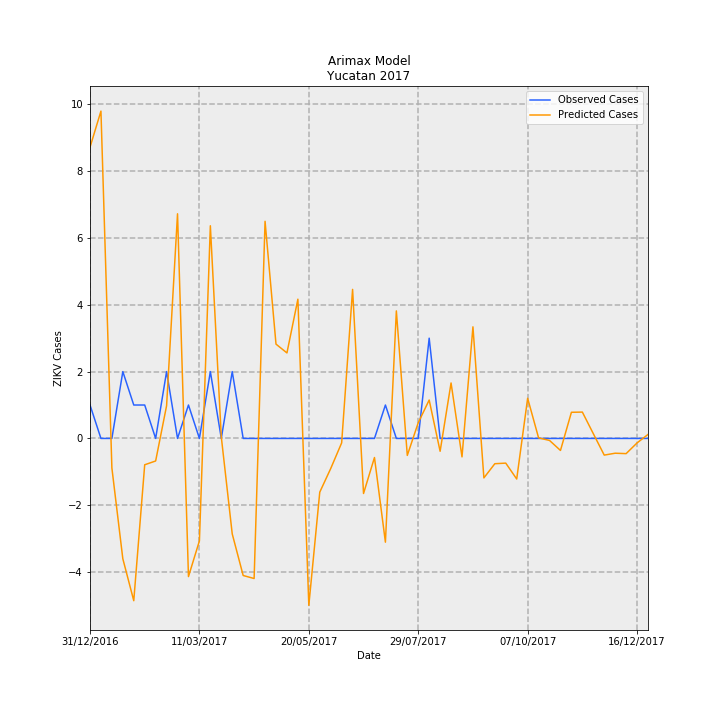 Arimax Model
Yucatan 2017
Observed Cases
Predicted Cases
10
8
6
4
2
0
−2
−4
ZIKV Cases
31/12/2016
11/03/2017
20/05/2017
29/07/2017
07/10/2017
16/12/2017
Date